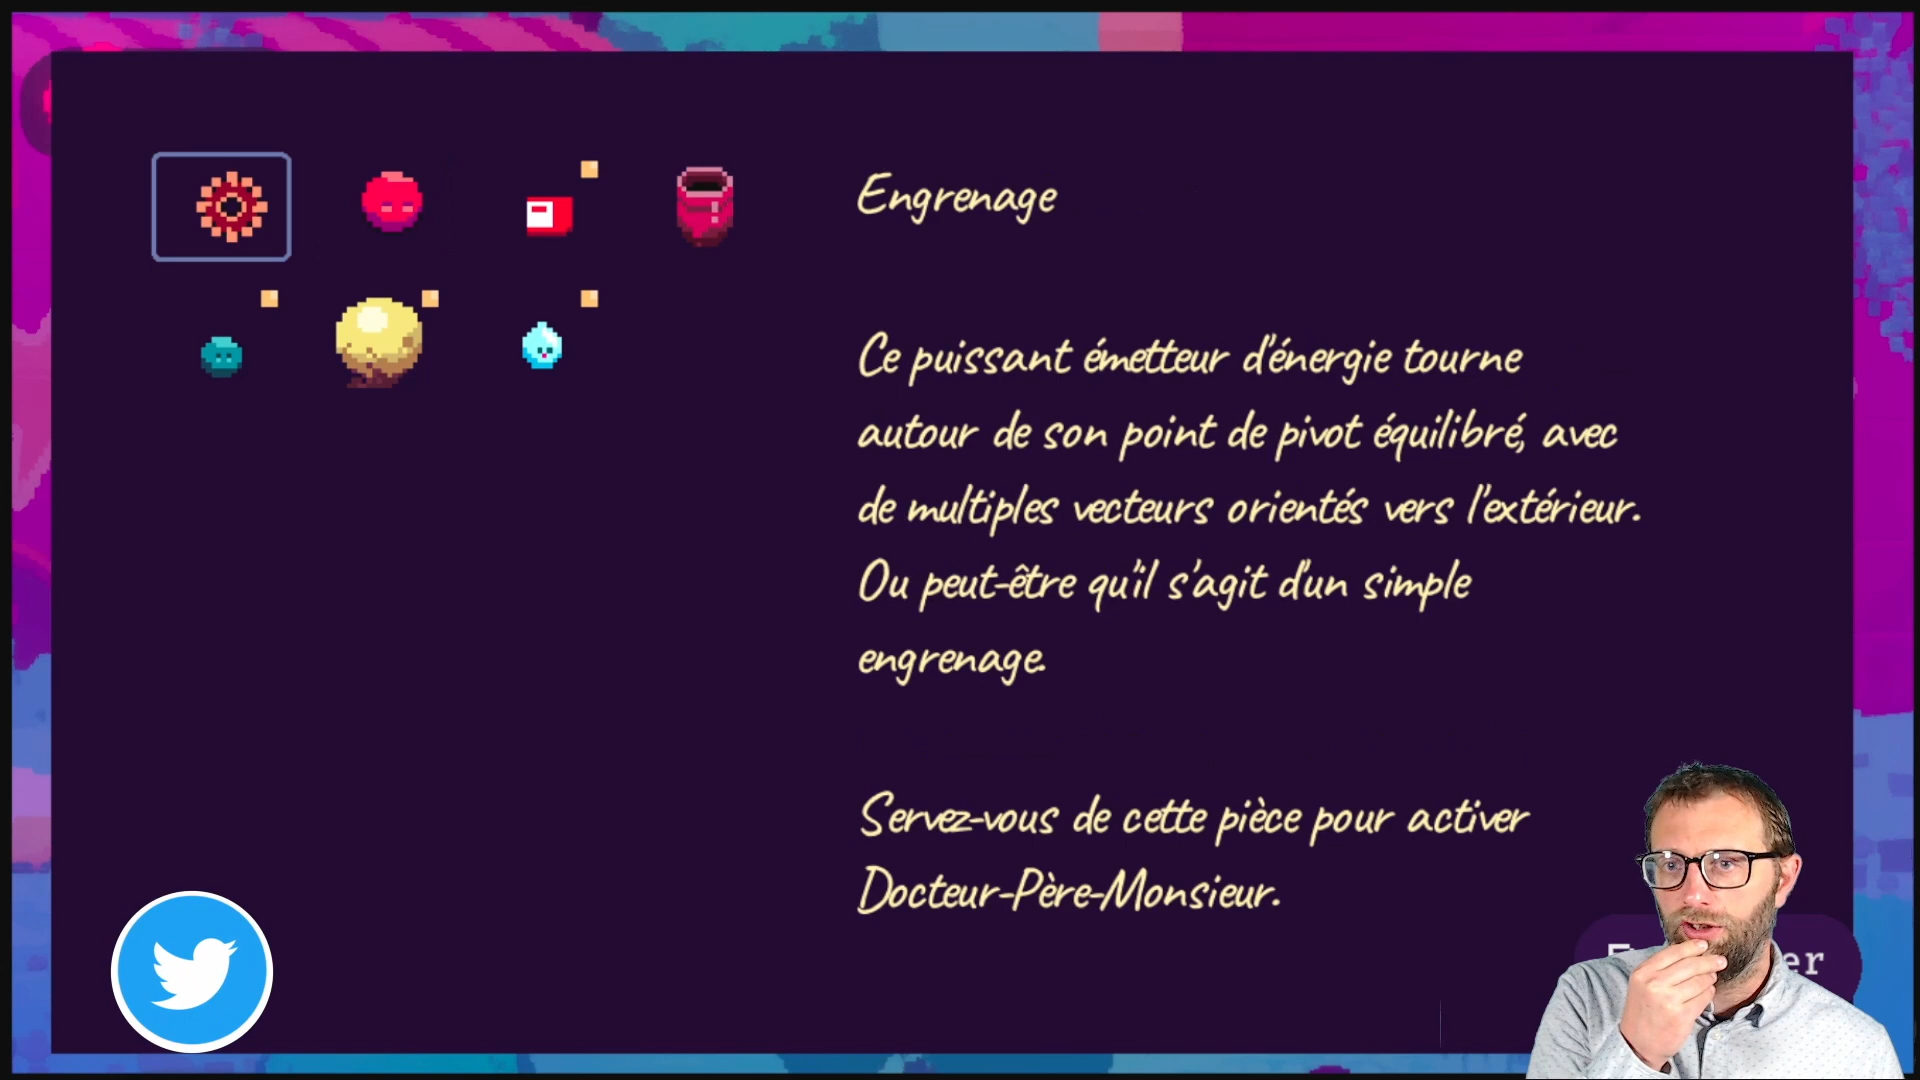 Engrenage
Ce puissant émetteur d'énergie tourne
autour de son point de pivot équilibré, avec
de multiples vecteurs orientés vers l'extérieur.
Ou peut-être qu'il s'agit d'un simple
engrenage.
Servez-vous de cette pièce pour activer
Docteur-Père-Monsieur.